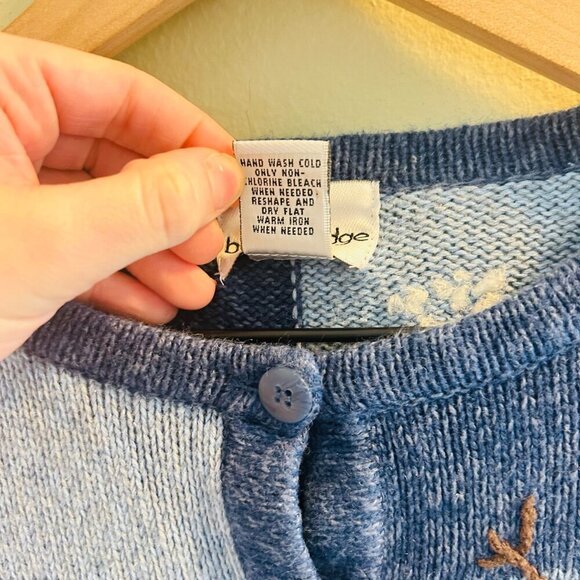 HAND WASH COLD
ONLY NON-
CHLORINE BLEACH
WHEN NEEDED
RESHAPE AND
DRY FLAT
WARM IRON
WHEN NEEDED